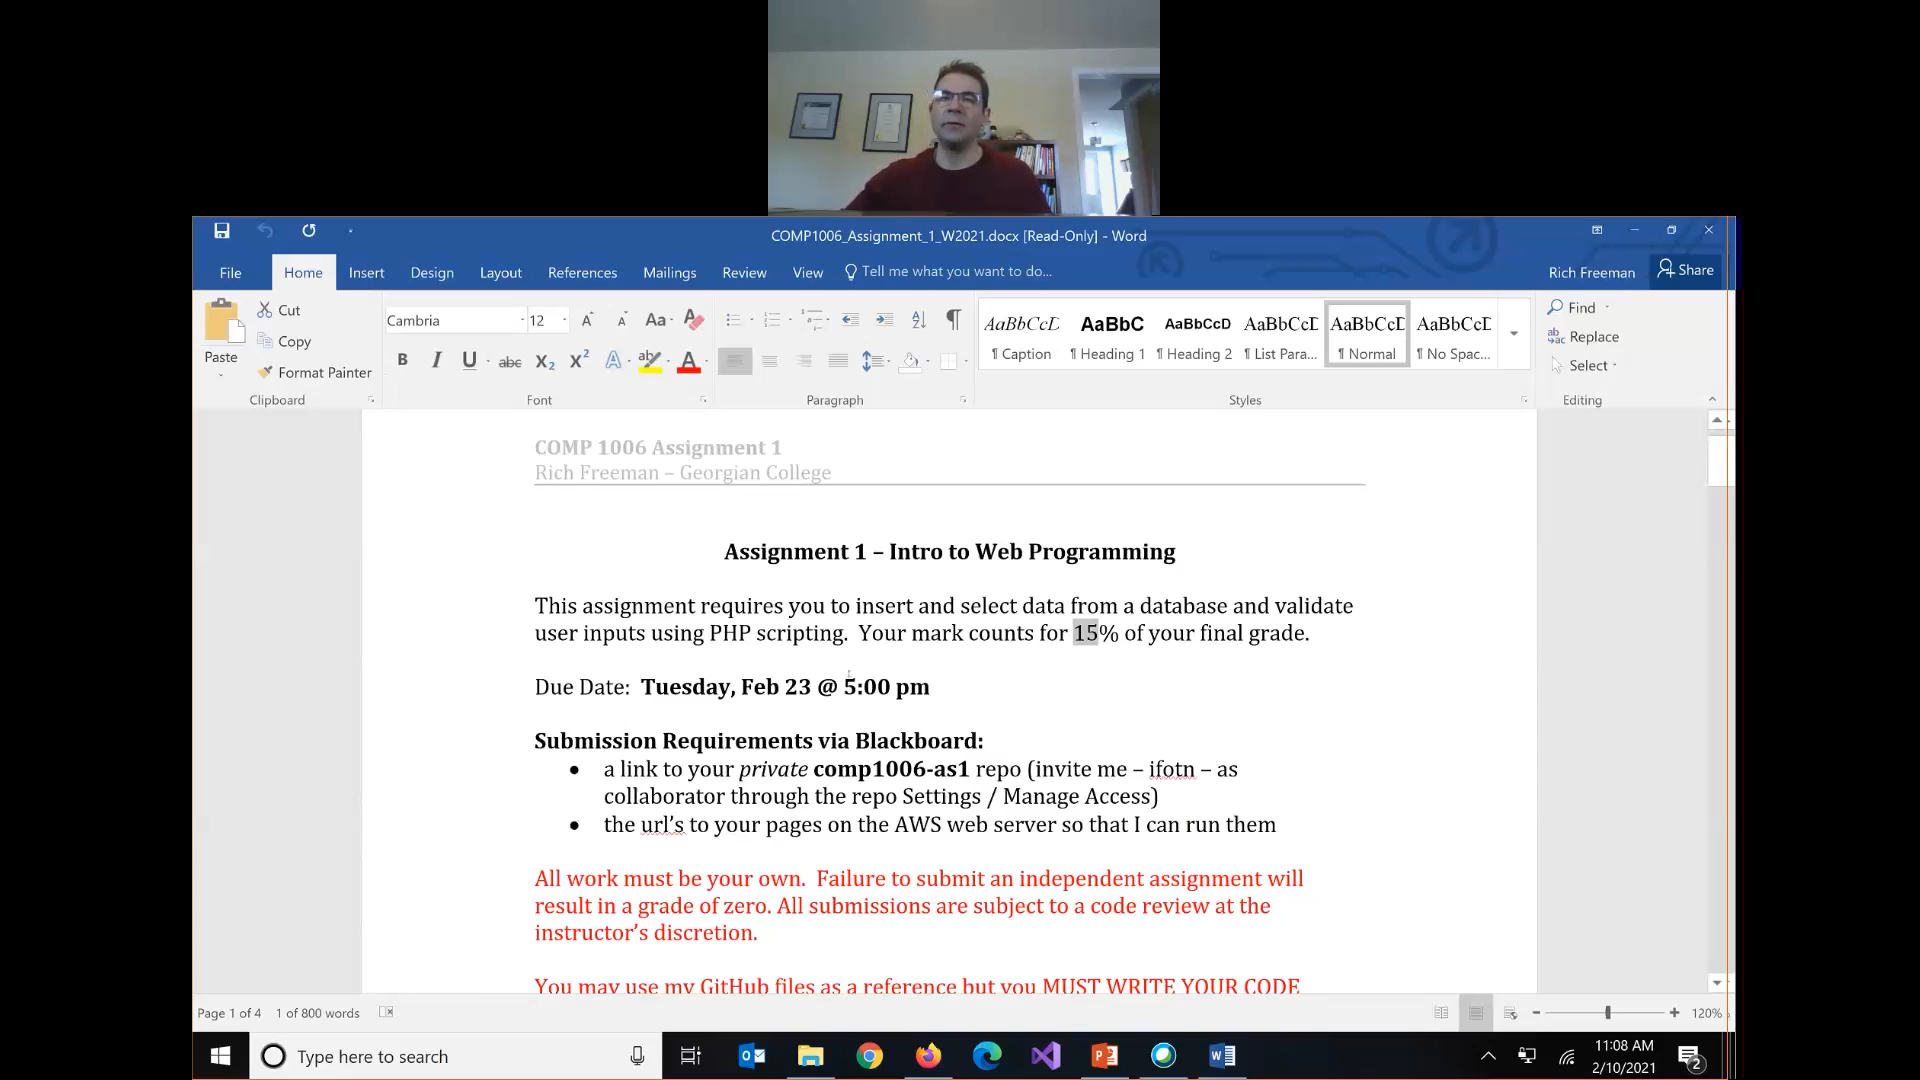 COMP1006_Assignment_1_W2021.docx [Read-Only] - Word
File Home Insert Design Layout References Mailings Review View Tell me what you want to do... Rich Freeman Share
Paste
Cut
Copy
Format Painter
Clipboard
Cambria 12
Font
Paragraph
AaBbCcD AaBbC AaBbCcD AaBbCcD AaBbCcD AaBbCcD
¶ Caption ¶ Heading 1 ¶ Heading 2 ¶ List Para... ¶ Normal ¶ No Spac...
Styles
Find
Replace
Select
Editing
COMP 1006 Assignment 1
Rich Freeman – Georgian College
Assignment 1 – Intro to Web Programming
This assignment requires you to insert and select data from a database and validate
user inputs using PHP scripting.  Your mark counts for 15% of your final grade.
Due Date:  Tuesday, Feb 23 @ 5:00 pm
Submission Requirements via Blackboard:
• a link to your private comp1006-as1 repo (invite me – ifotn – as
collaborator through the repo Settings / Manage Access)
• the url’s to your pages on the AWS web server so that I can run them
All work must be your own.  Failure to submit an independent assignment will
result in a grade of zero. All submissions are subject to a code review at the
instructor’s discretion.
You may use my GitHub files as a reference but you MUST WRITE YOUR CODE
Page 1 of 4 1 of 800 words 120%
Type here to search
11:08 AM
2/10/2021
2